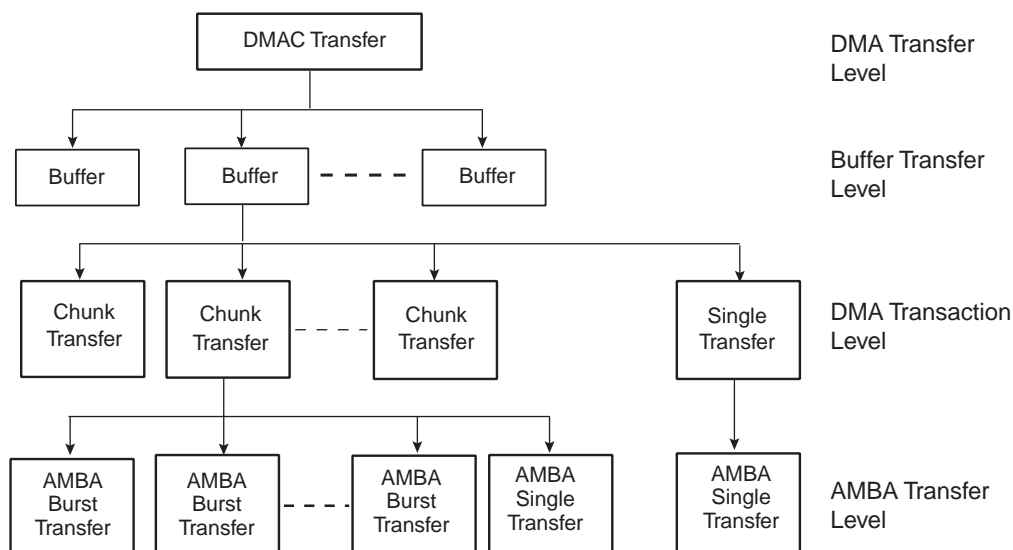 DMAC Transfer
DMA Transfer
Level
Buffer
Buffer
Buffer
Buffer Transfer
Level
Chunk
Transfer
Chunk
Transfer
Chunk
Transfer
Single
Transfer
DMA Transaction
Level
AMBA
Burst
Transfer
AMBA
Burst
Transfer
AMBA
Burst
Transfer
AMBA
Single
Transfer
AMBA
Single
Transfer
AMBA Transfer
Level